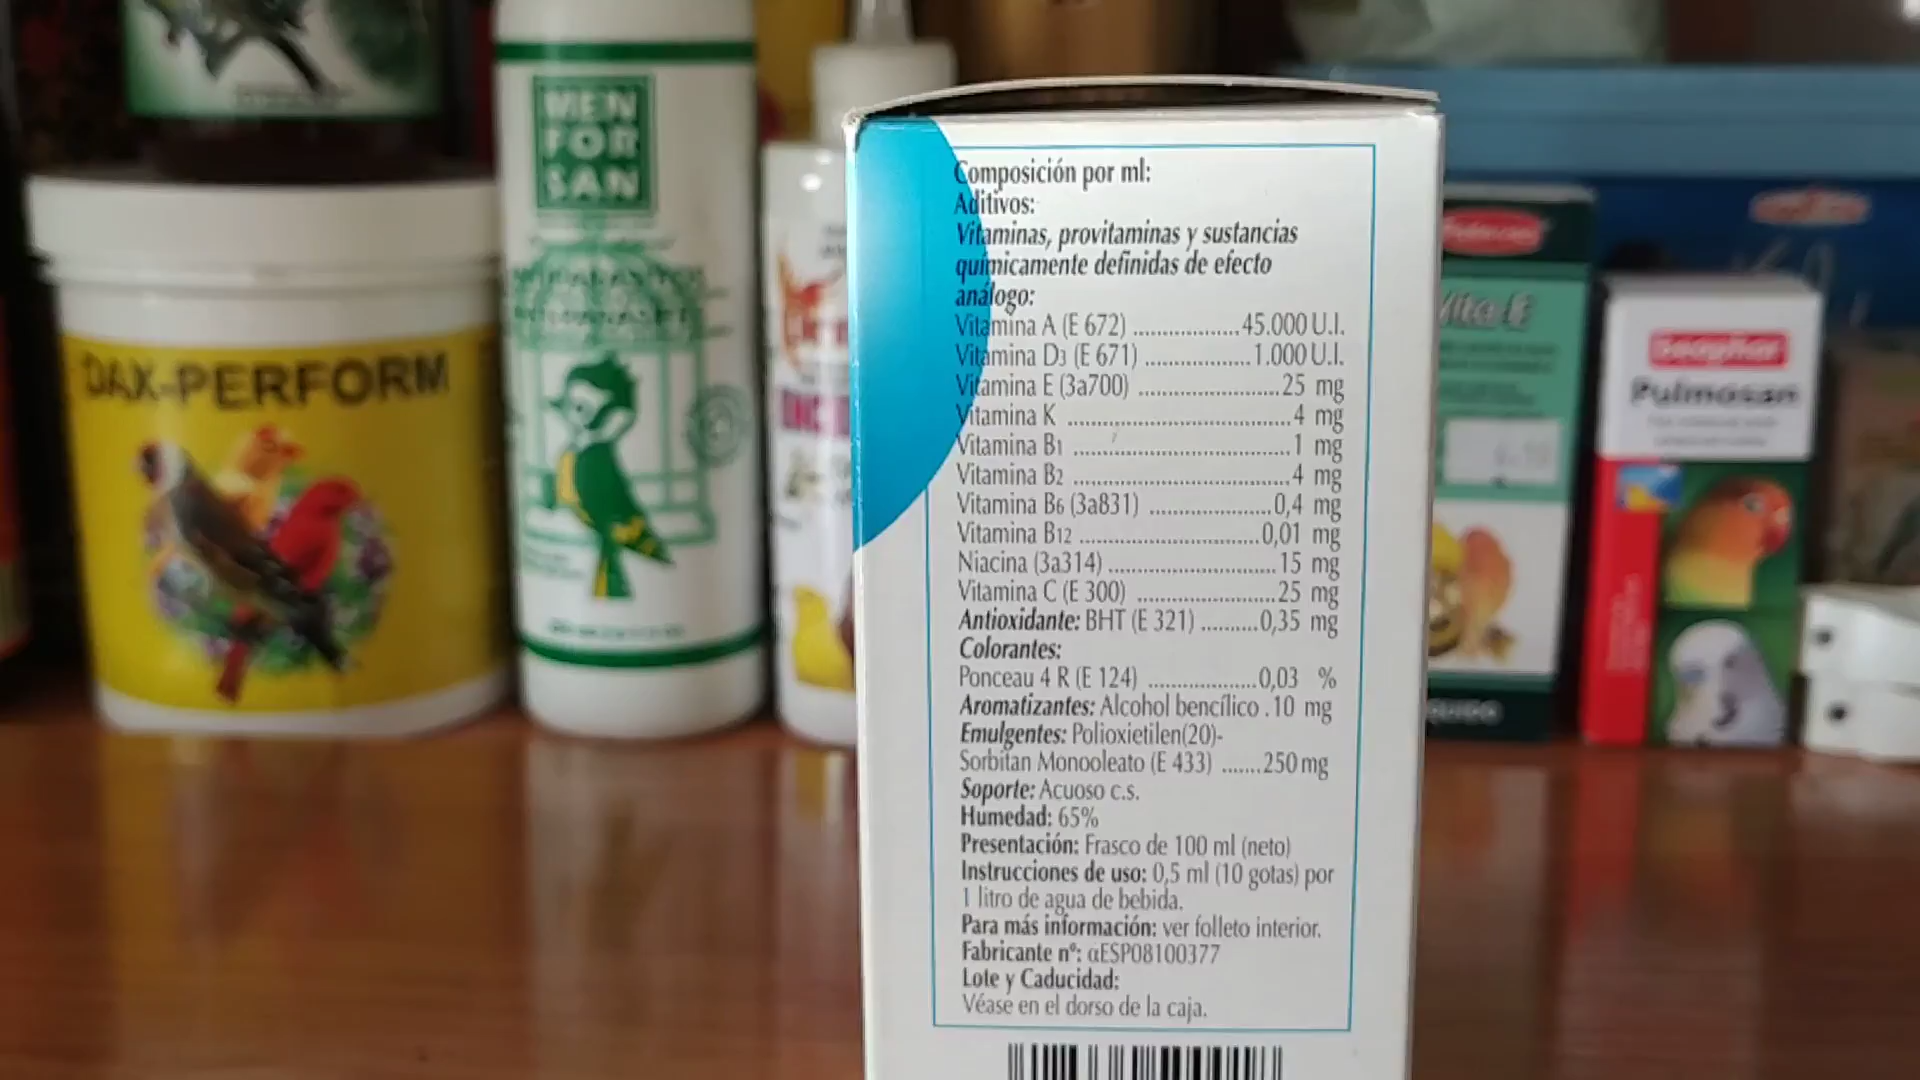 MEN
FOR
SAN
DAX-PERFORM
Composición por ml:
Aditivos:
Vitaminas, provitaminas y sustancias
químicamente definidas de efecto
análogo:
Vitamina A (E 672) ..................45.000 U.I.
Vitamina D3 (E 671) ..................1.000 U.I.
Vitamina E (3a700) ........................25 mg
Vitamina K ......................................4 mg
Vitamina B1 .....................................1 mg
Vitamina B2 .....................................4 mg
Vitamina B6 (3a831) .....................0,4 mg
Vitamina B12 ...............................0,01 mg
Niacina (3a314) .............................15 mg
Vitamina C (E 300) ........................25 mg
Antioxidante: BHT (E 321) ..........0,35 mg
Colorantes:
Ponceau 4 R (E 124) ...................0,03 %
Aromatizantes: Alcohol bencílico .10 mg
Emulgentes: Polioxietilen(20)-
Sorbitan Monooleato (E 433) .......250 mg
Soporte: Acuoso c.s.
Humedad: 65%
Presentación: Frasco de 100 ml (neto)
Instrucciones de uso: 0,5 ml (10 gotas) por
1 litro de agua de bebida.
Para más información: ver folleto interior.
Fabricante nº: αESP08100377
Lote y Caducidad:
Véase en el dorso de la caja.
Vita E
beaphar
Pulmosan